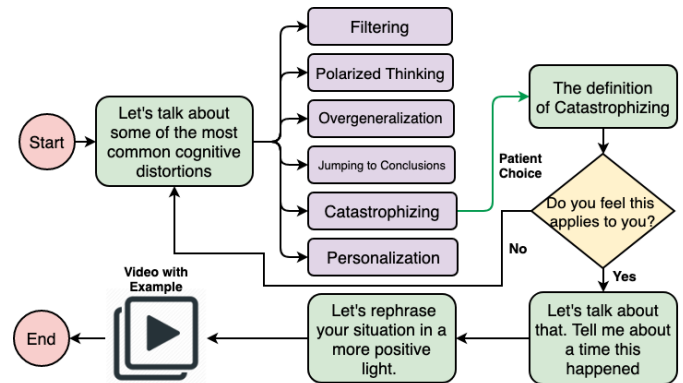 Start
Let's talk about
some of the most
common cognitive
distortions
Filtering
Polarized Thinking
Overgeneralization
Jumping to Conclusions
Catastrophizing
Personalization
Patient
Choice
The definition
of Catastrophizing
Do you feel this
applies to you?
No
Yes
Let's talk about
that. Tell me about
a time this
happened
Let's rephrase
your situation in a
more positive
light.
Video with
Example
End